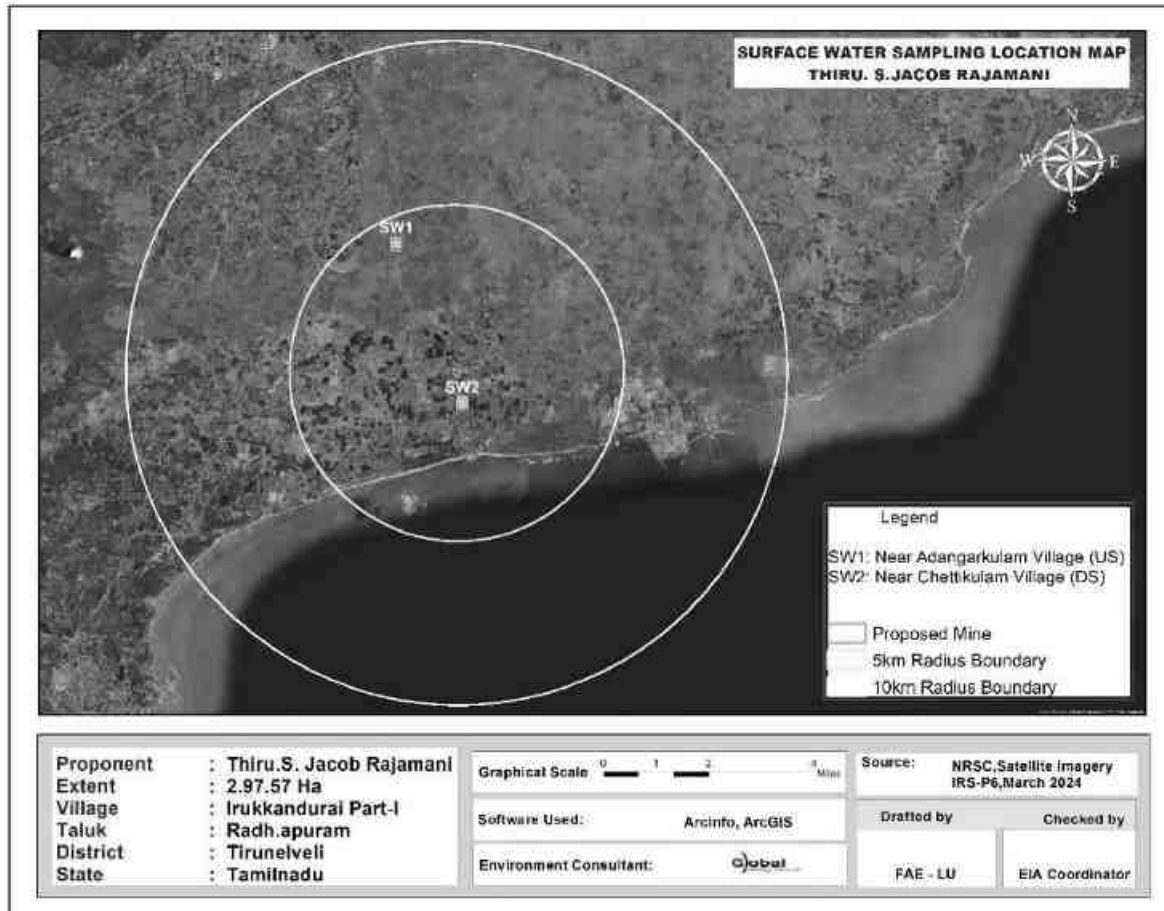 SURFACE WATER SAMPLING LOCATION MAP
THIRU. S.JACOB RAJAMANI
N
W E
S
SW1
SW2
Legend
SW1: Near Adangarkulam Village (US)
SW2: Near Chettikulam Village (DS)
Proposed Mine
5km Radius Boundary
10km Radius Boundary
Proponent : Thiru.S. Jacob Rajamani
Extent : 2.97.57 Ha
Village : Irukkandurai Part-I
Taluk : Radh.apuram
District : Tirunelveli
State : Tamilnadu
Graphical Scale 0 1 2 4 Miles
Software Used: Arcinfo, ArcGIS
Environment Consultant: Global
Source: NRSC,Satellite Imagery
IRS-P6,March 2024
Drafted by Checked by
FAE - LU EIA Coordinator